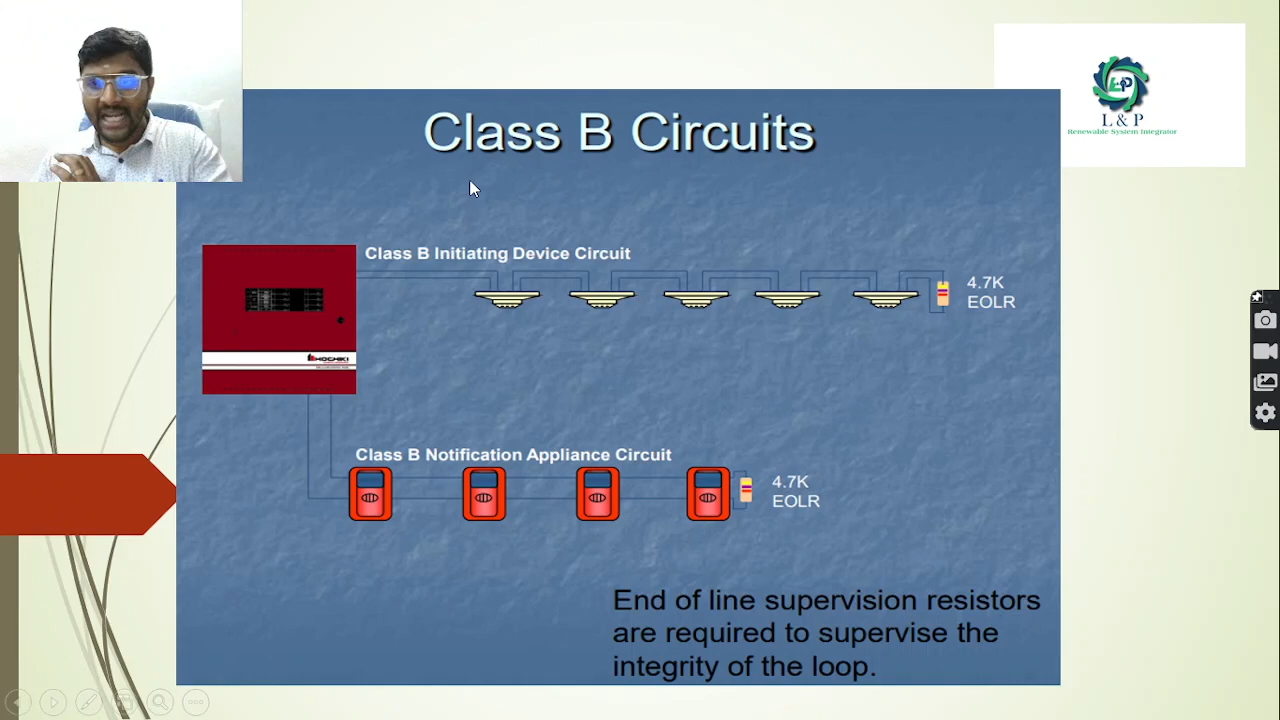 Class B Circuits
L & P
Renewable System Integrator
Class B Initiating Device Circuit
4.7K
EOLR
HOCHIKI
Class B Notification Appliance Circuit
4.7K
EOLR
End of line supervision resistors
are required to supervise the
integrity of the loop.